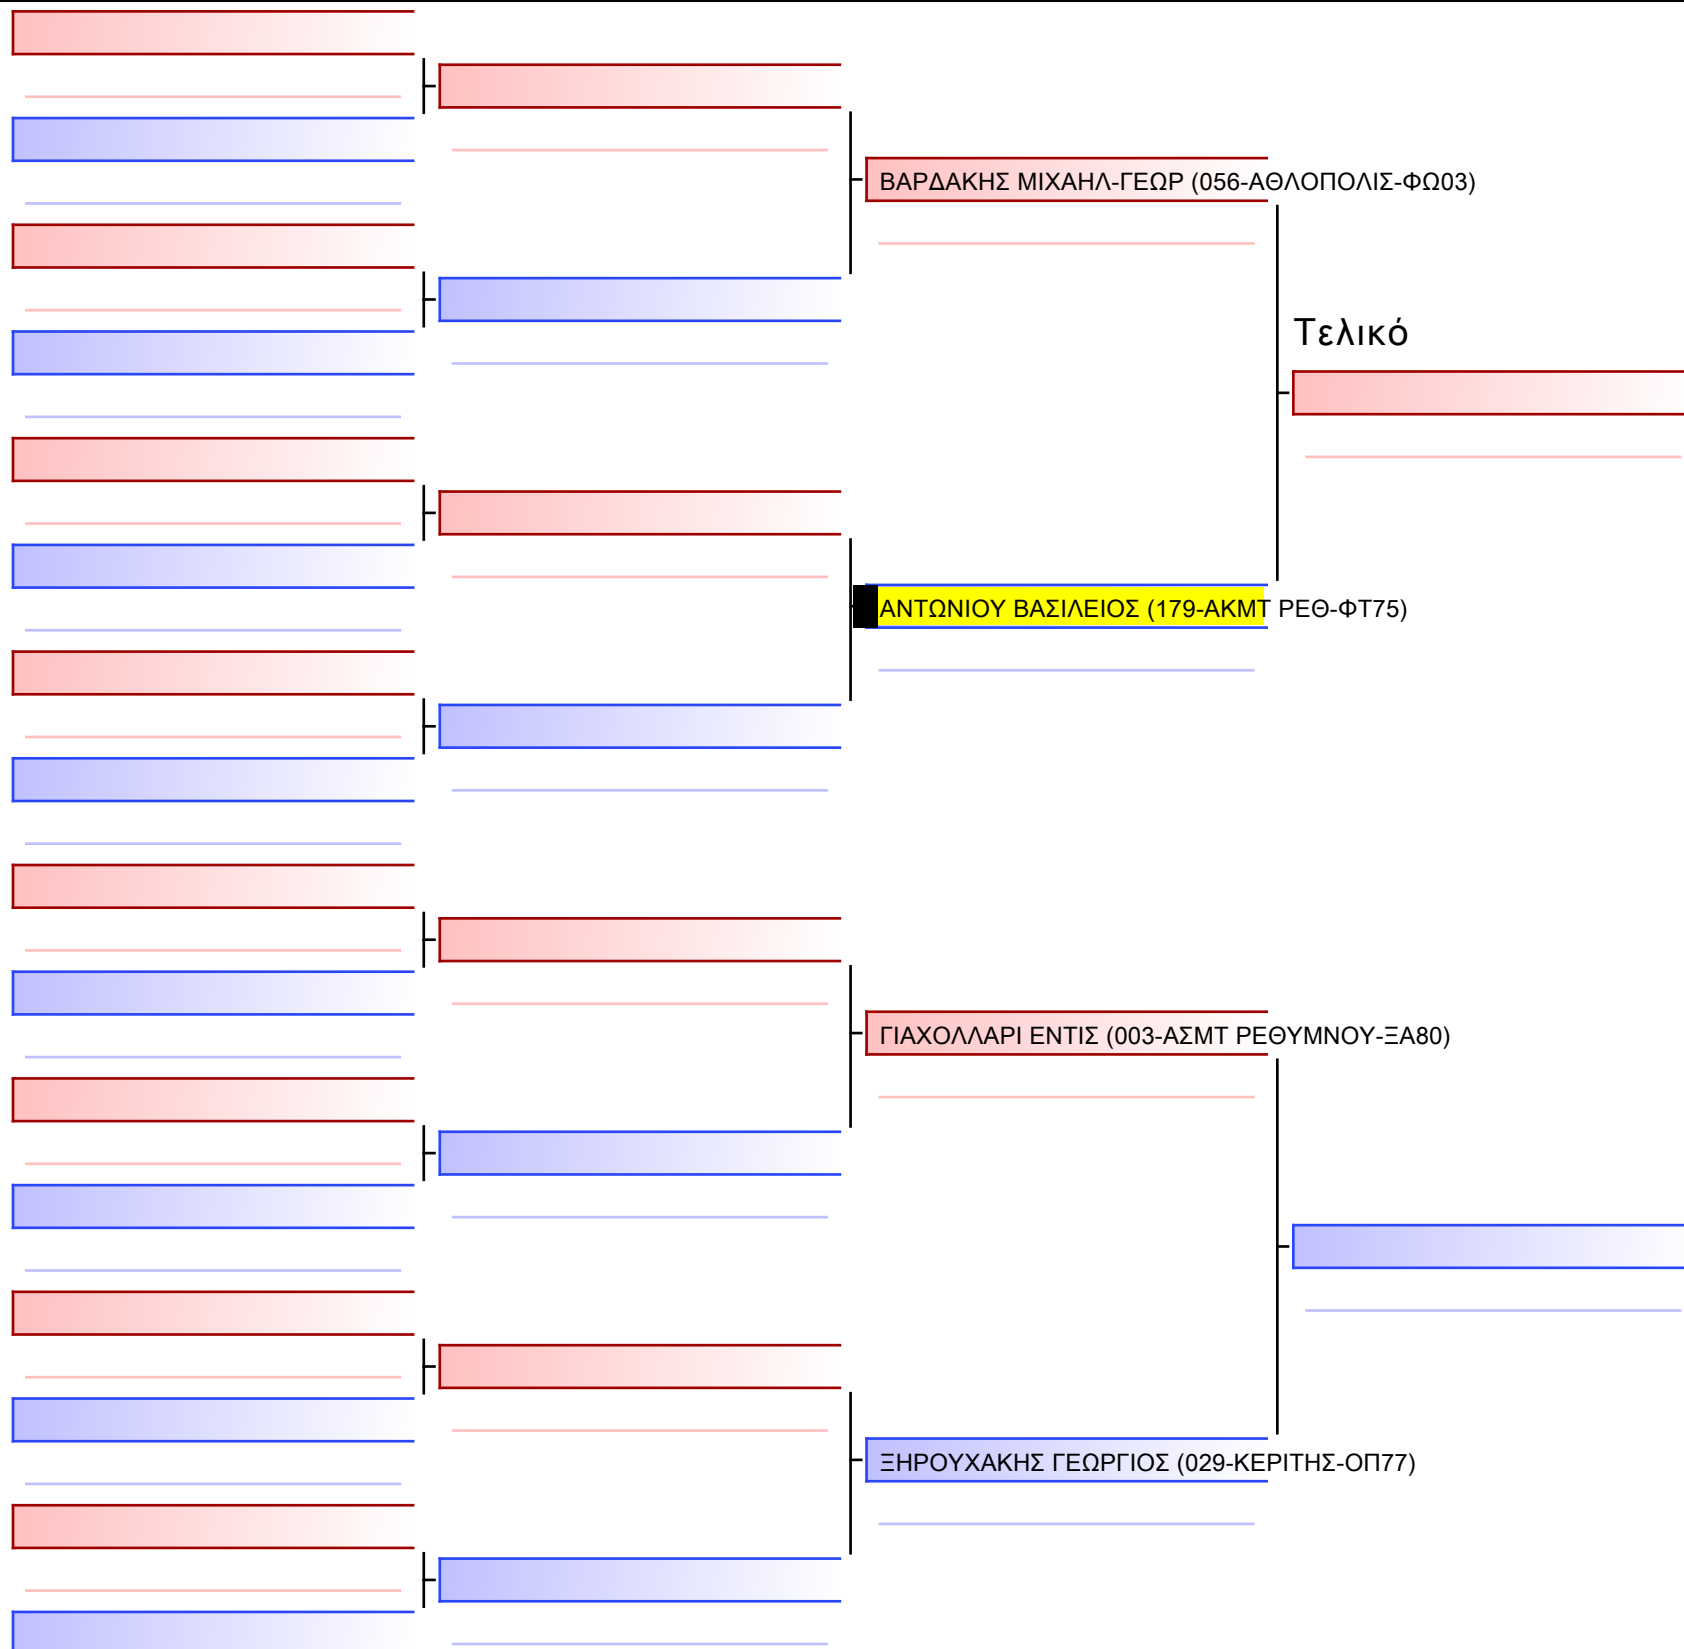 ΒΑΡΔΑΚΗΣ ΜΙΧΑΗΛ-ΓΕΩΡ (056-ΑΘΛΟΠΟΛΙΣ-ΦΩ03)
Τελικό
ΑΝΤΩΝΙΟΥ ΒΑΣΙΛΕΙΟΣ (179-ΑΚΜΤ ΡΕΘ-ΦΤ75)
ΓΙΑΧΟΛΛΑΡΙ ΕΝΤΙΣ (003-ΑΣΜΤ ΡΕΘΥΜΝΟΥ-ΞΑ80)
ΞΗΡΟΥΧΑΚΗΣ ΓΕΩΡΓΙΟΣ (029-ΚΕΡΙΤΗΣ-ΟΠ77)